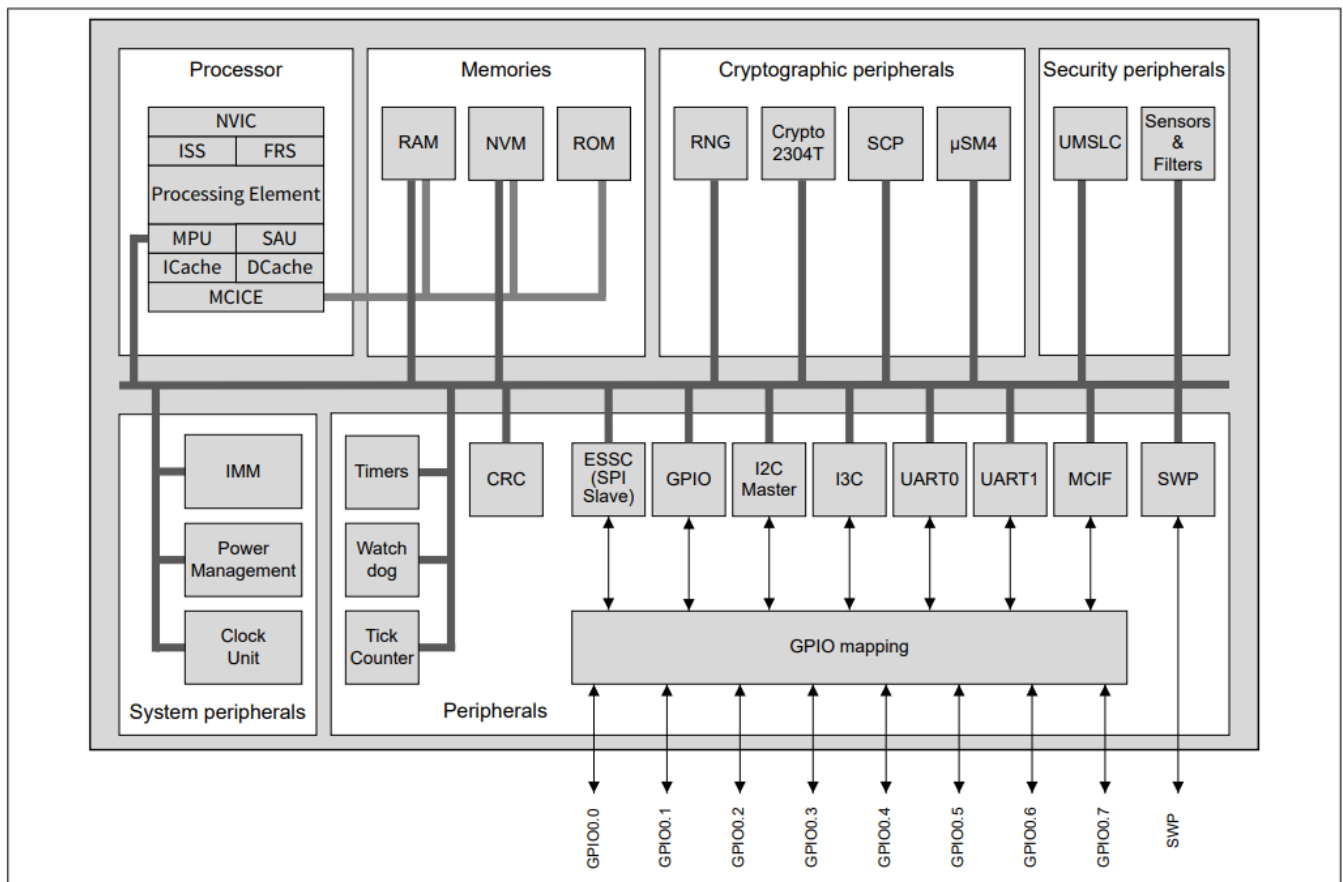 Processor
NVIC
ISS
FRS
Processing Element
MPU
SAU
ICache
DCache
MCICE
Memories
RAM
NVM
ROM
Cryptographic peripherals
RNG
Crypto
2304T
SCP
µSM4
Security peripherals
UMSLC
Sensors
&
Filters
IMM
Power
Management
Clock
Unit
System peripherals
Timers
Watch
dog
Tick
Counter
CRC
ESSC
(SPI
Slave)
GPIO
I2C
Master
I3C
UART0
UART1
MCIF
SWP
GPIO mapping
Peripherals
GPIO0.0
GPIO0.1
GPIO0.2
GPIO0.3
GPIO0.4
GPIO0.5
GPIO0.6
GPIO0.7
SWP